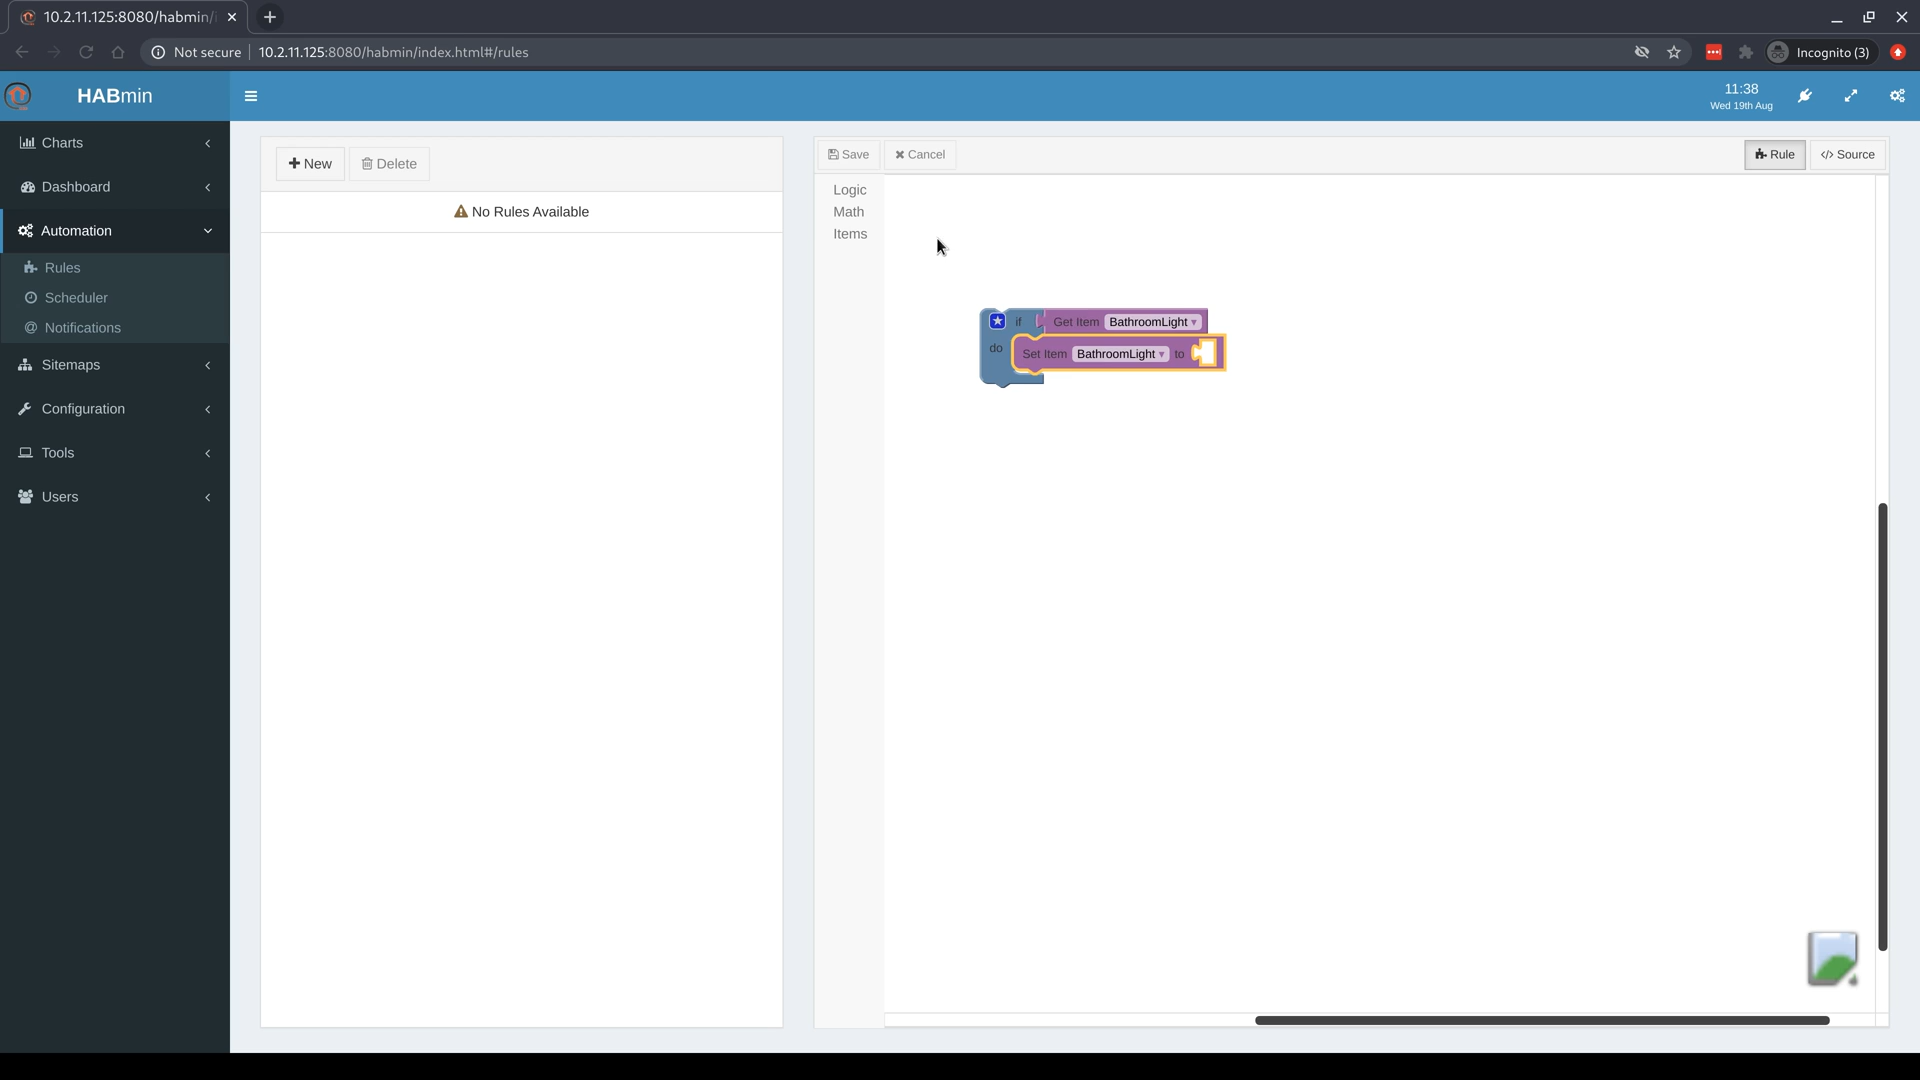 10.2.11.125:8080/habmin/i
Not secure
10.2.11.125:8080/habmin/index.html#/rules
Incognito (3)
HABmin
11:38
Wed 19th Aug
Charts
Dashboard
Automation
Rules
Scheduler
Notifications
Sitemaps
Configuration
Tools
Users
New
Delete
No Rules Available
Save
Cancel
Rule
</> Source
Logic
Math
Items
if Get Item BathroomLight
do Set Item BathroomLight to